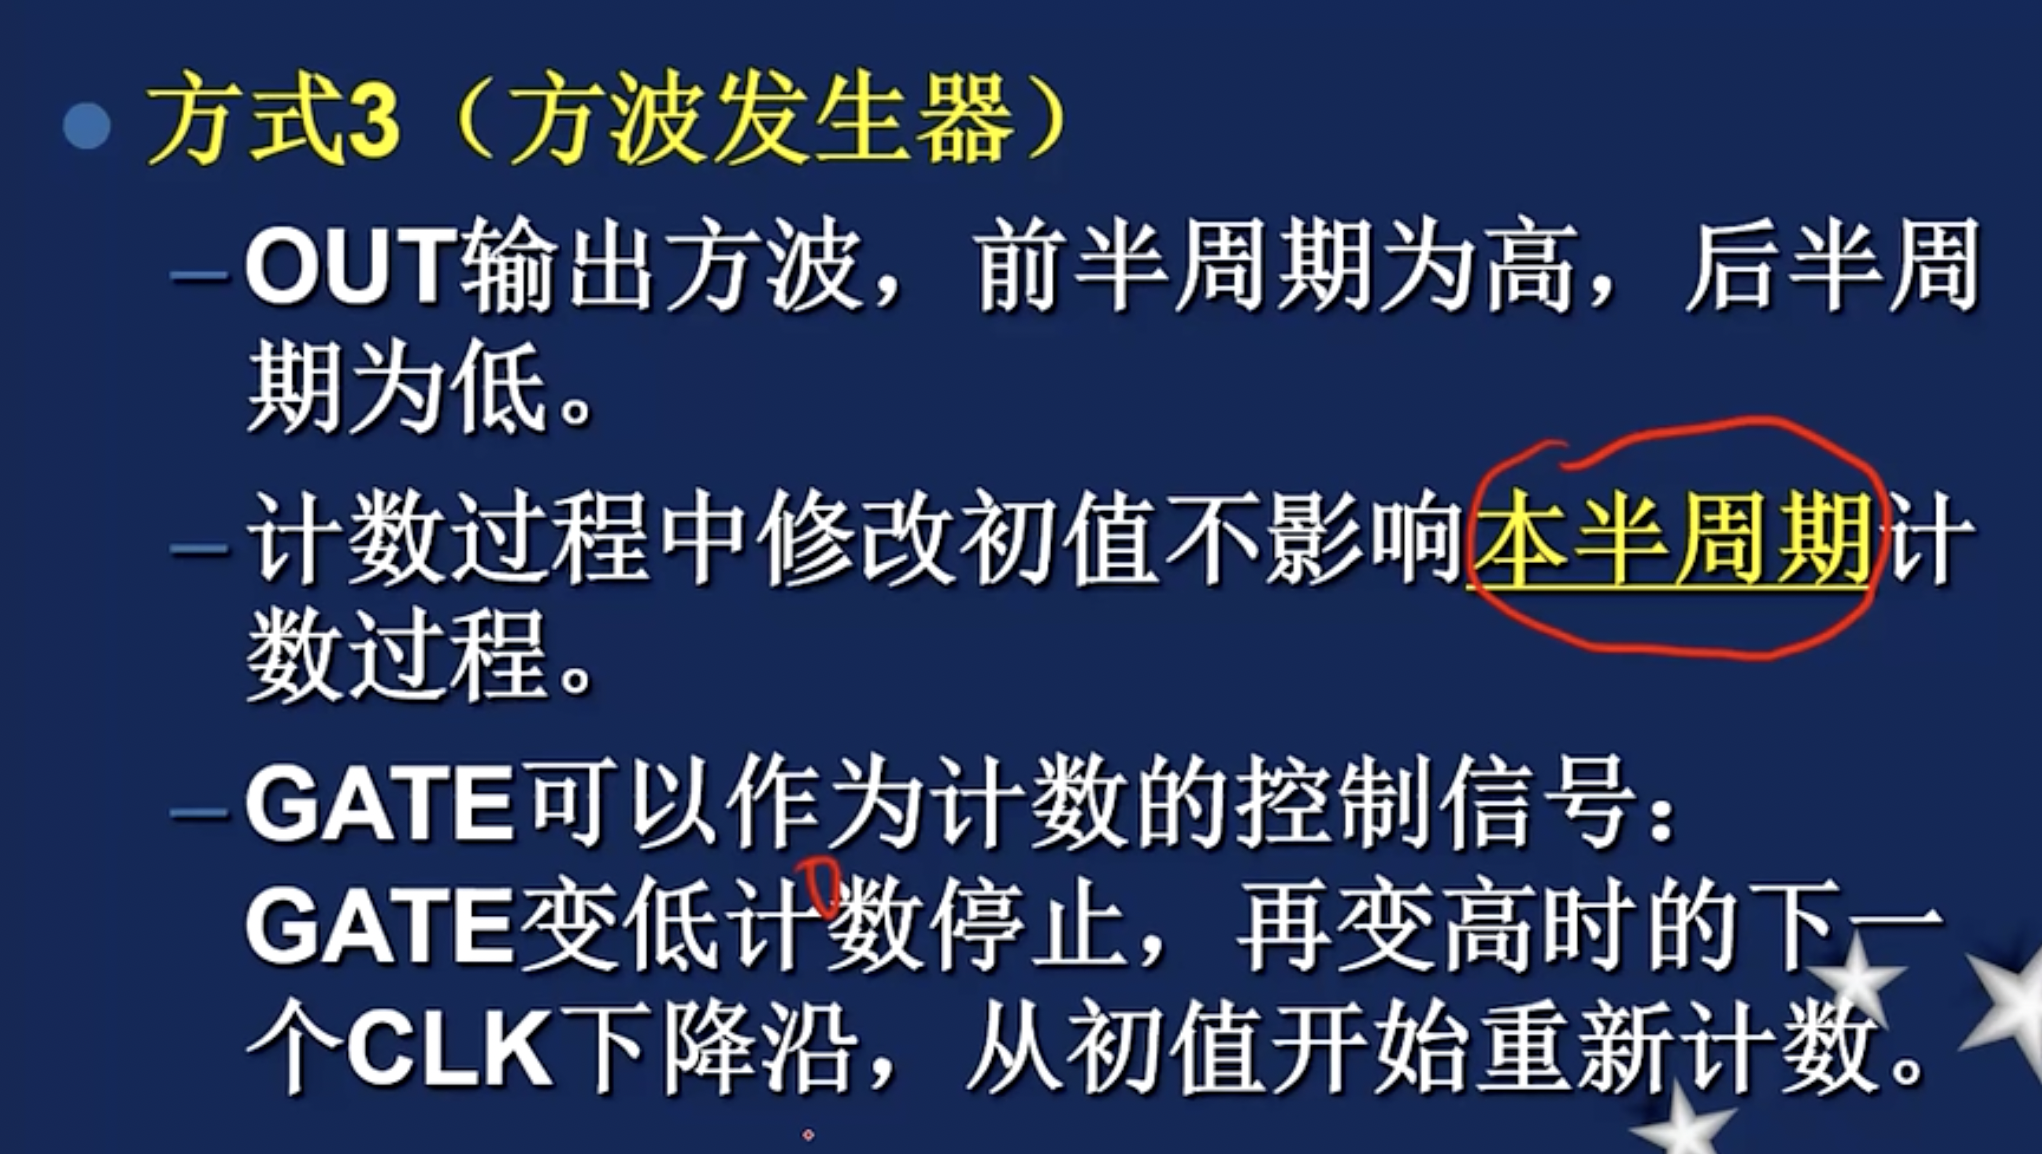 方式3（方波发生器）
OUT输出方波，前半周期为高，后半周
期为低。
计数过程中修改初值不影响本半周期计
数过程。
GATE可以作为计数的控制信号：
GATE变低计数停止，再变高时的下一
个CLK下降沿，从初值开始重新计数。